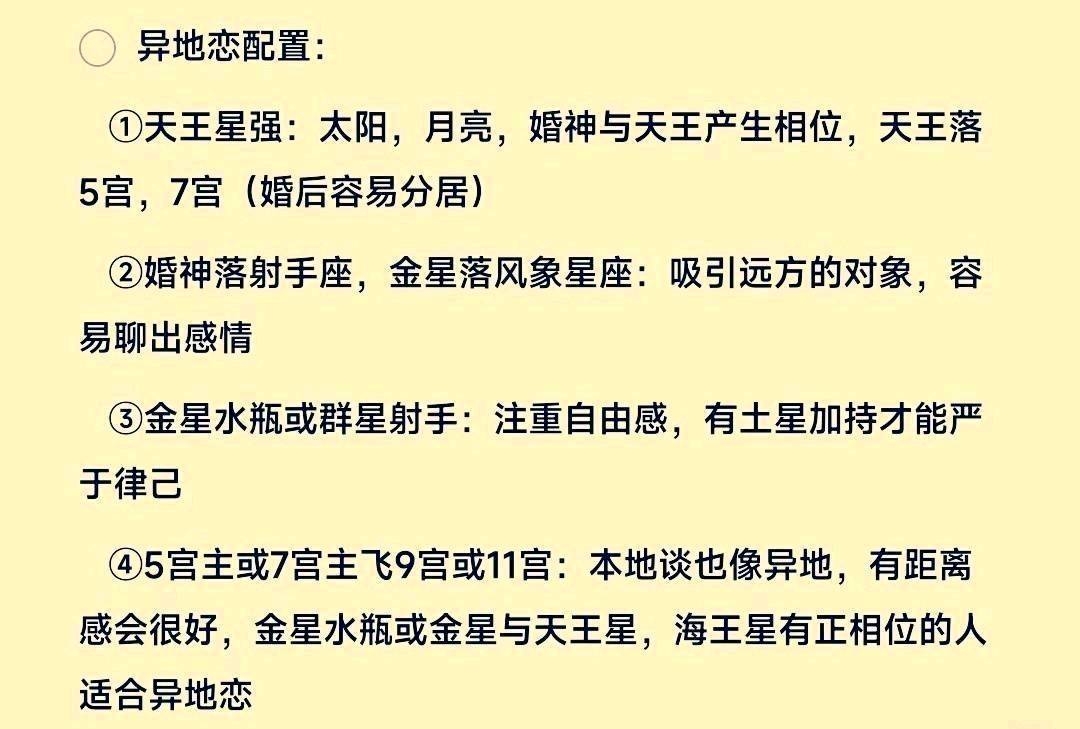 异地恋配置：
①天王星强：太阳，月亮，婚神与天王产生相位，天王落
5宫，7宫（婚后容易分居）
②婚神落射手座，金星落风象星座：吸引远方的对象，容
易聊出感情
③金星水瓶或群星射手：注重自由感，有土星加持才能严
于律己
④5宫主或7宫主飞9宫或11宫：本地谈也像异地，有距离
感会很好，金星水瓶或金星与天王星，海王星有正相位的人
适合异地恋